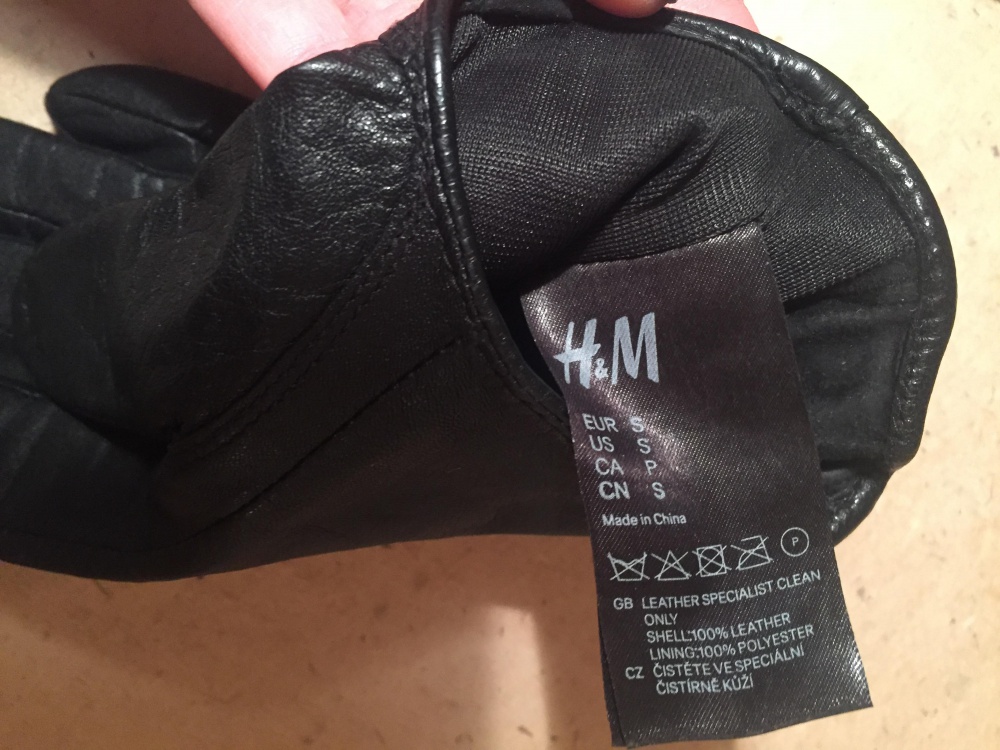 H&M
EUR S
US S
CA P
CN S
Made in China
P
GB LEATHER SPECIALIST CLEAN
ONLY
SHELL:100% LEATHER
LINING:100% POLYESTER
CZ ČISTĚTE VE SPECIÁLNÍ
ČISTÍRNĚ KŮŽÍ